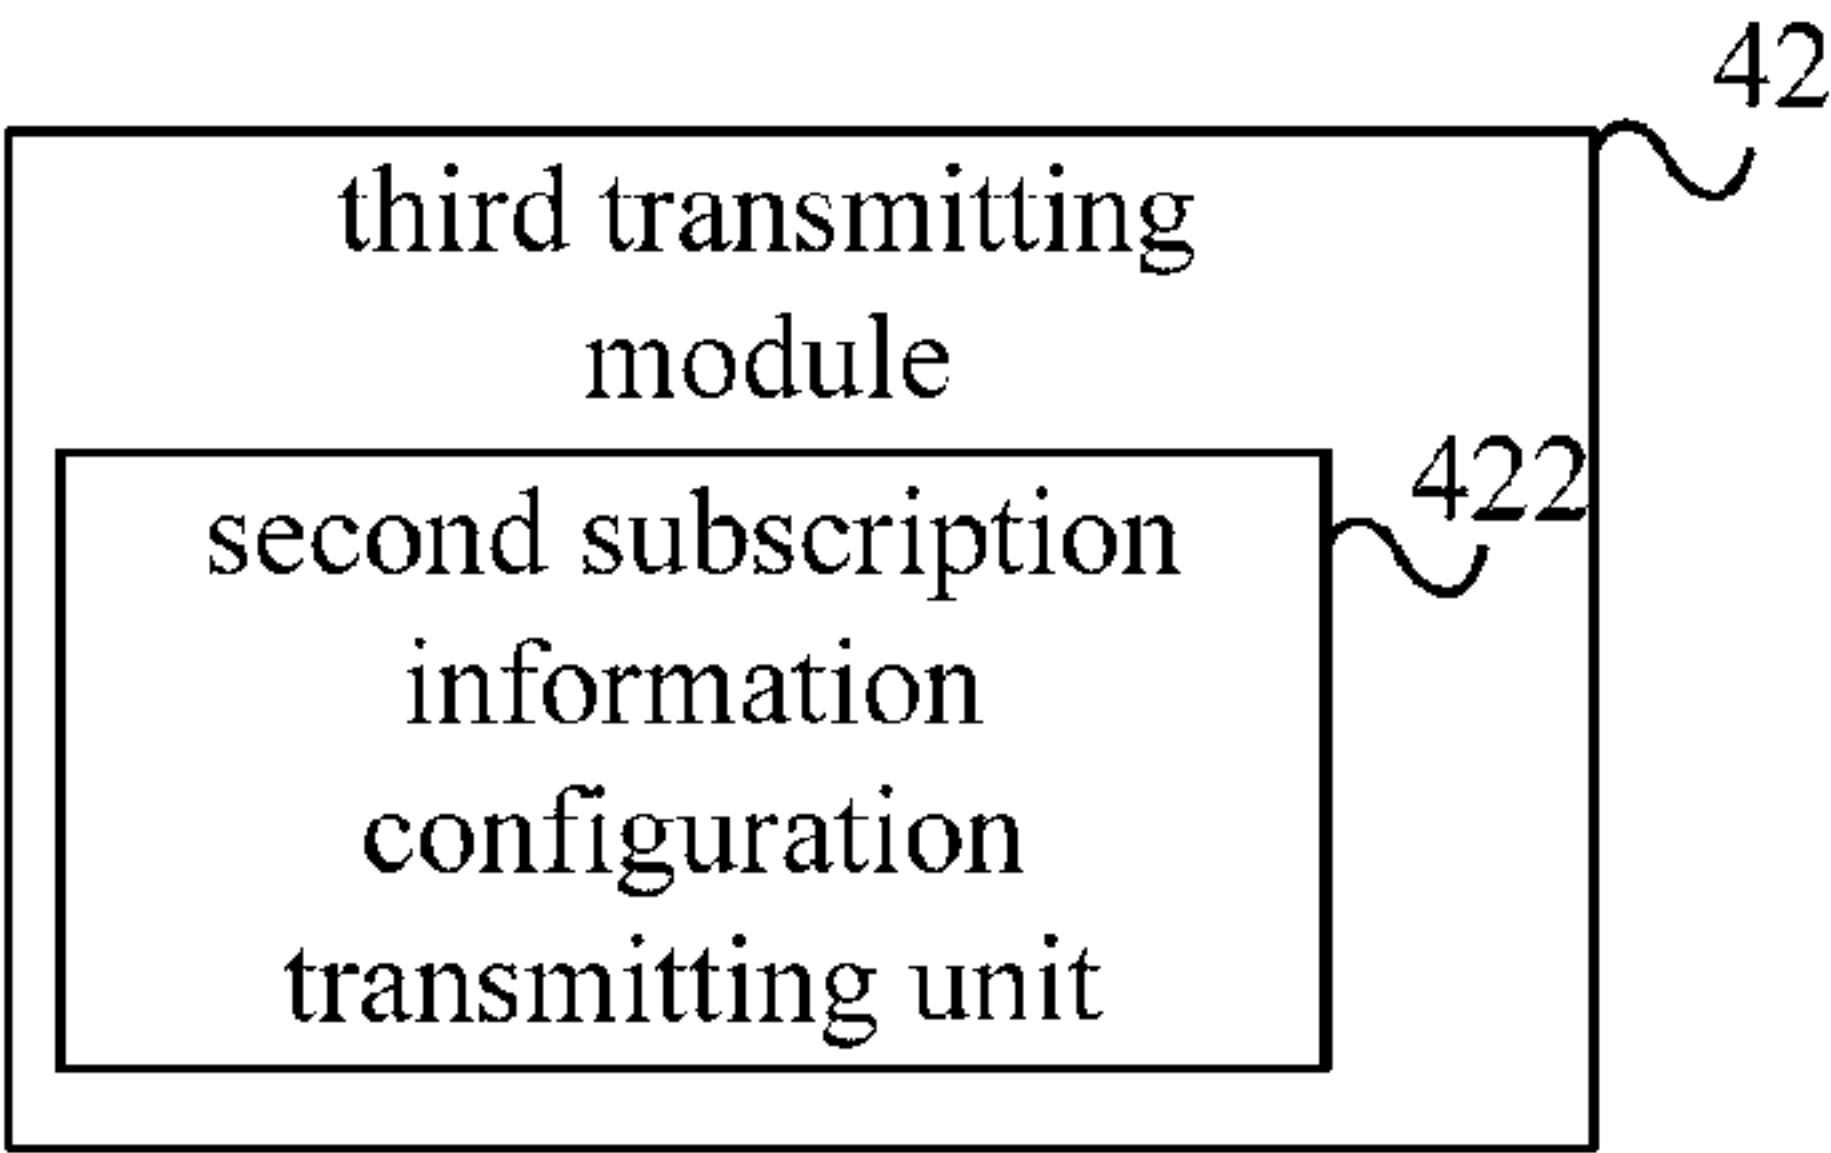 42
third transmitting
module
422
second subscription
information
configuration
transmitting unit